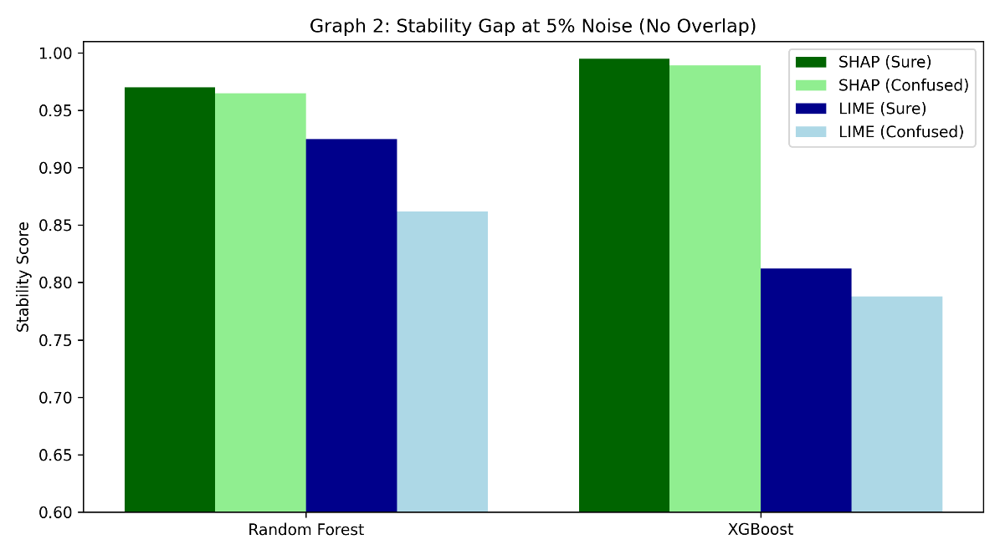 Graph 2: Stability Gap at 5% Noise (No Overlap)
1.00
0.95
0.90
0.85
0.80
0.75
0.70
0.65
0.60
Stability Score
SHAP (Sure)
SHAP (Confused)
LIME (Sure)
LIME (Confused)
Random Forest
XGBoost